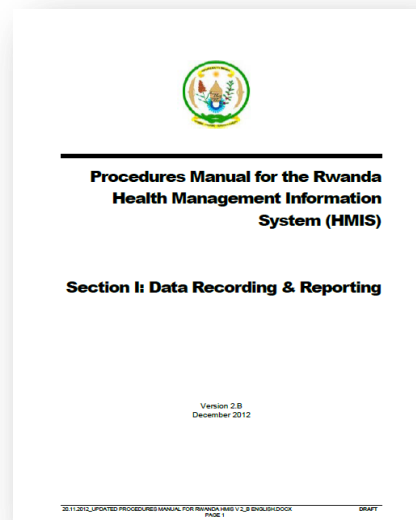 Procedures Manual for the Rwanda
Health Management Information
System (HMIS)
Section I: Data Recording & Reporting
Version 2.B
December 2012
20.11.2012_UPDATED PROCEDURES MANUAL FOR RWANDA HMIS V 2_B ENGLISH.DOCX DRAFT
PAGE 1